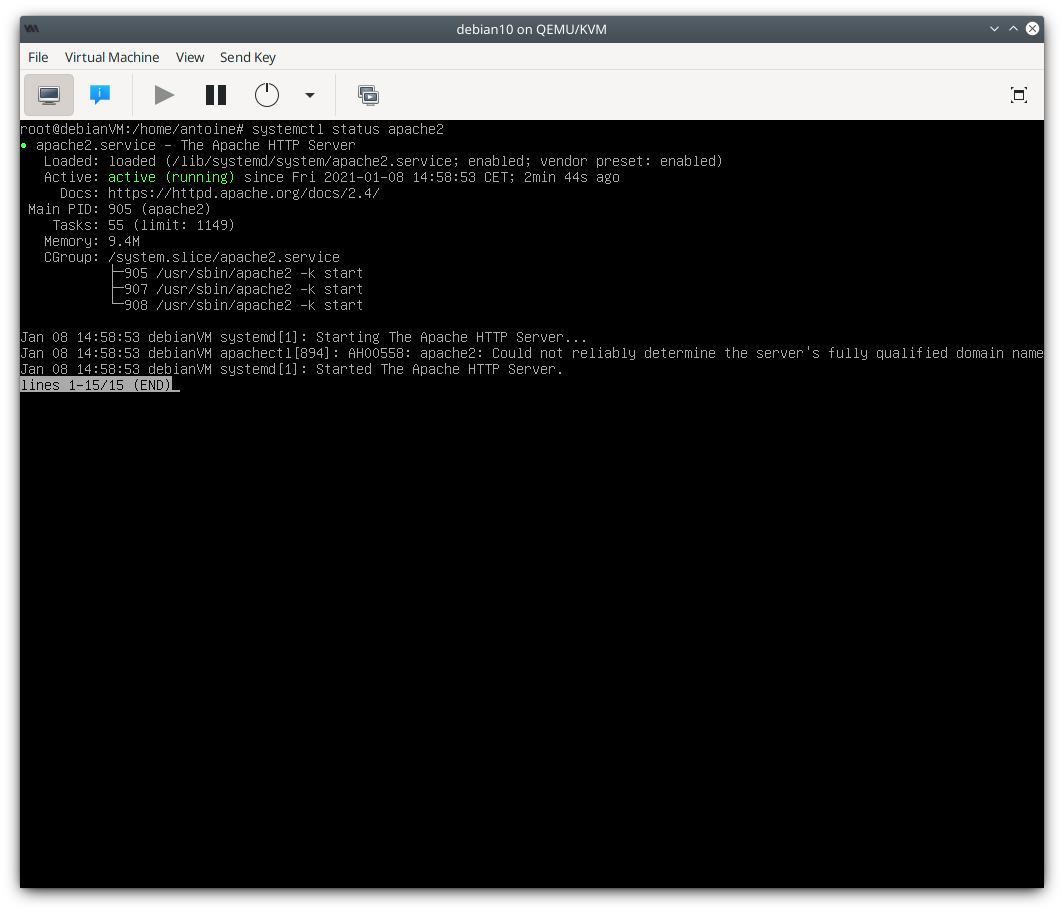 debian10 on QEMU/KVM
File Virtual Machine View Send Key
root@debianVM:/home/antoine# systemctl status apache2
● apache2.service - The Apache HTTP Server
   Loaded: loaded (/lib/systemd/system/apache2.service; enabled; vendor preset: enabled)
   Active: active (running) since Fri 2021-01-08 14:58:53 CET; 2min 44s ago
     Docs: https://httpd.apache.org/docs/2.4/
 Main PID: 905 (apache2)
    Tasks: 55 (limit: 1149)
   Memory: 9.4M
   CGroup: /system.slice/apache2.service
           ├─905 /usr/sbin/apache2 -k start
           ├─907 /usr/sbin/apache2 -k start
           └─908 /usr/sbin/apache2 -k start
Jan 08 14:58:53 debianVM systemd[1]: Starting The Apache HTTP Server...
Jan 08 14:58:53 debianVM apachectl[894]: AH00558: apache2: Could not reliably determine the server's fully qualified domain name
Jan 08 14:58:53 debianVM systemd[1]: Started The Apache HTTP Server.
lines 1-15/15 (END)